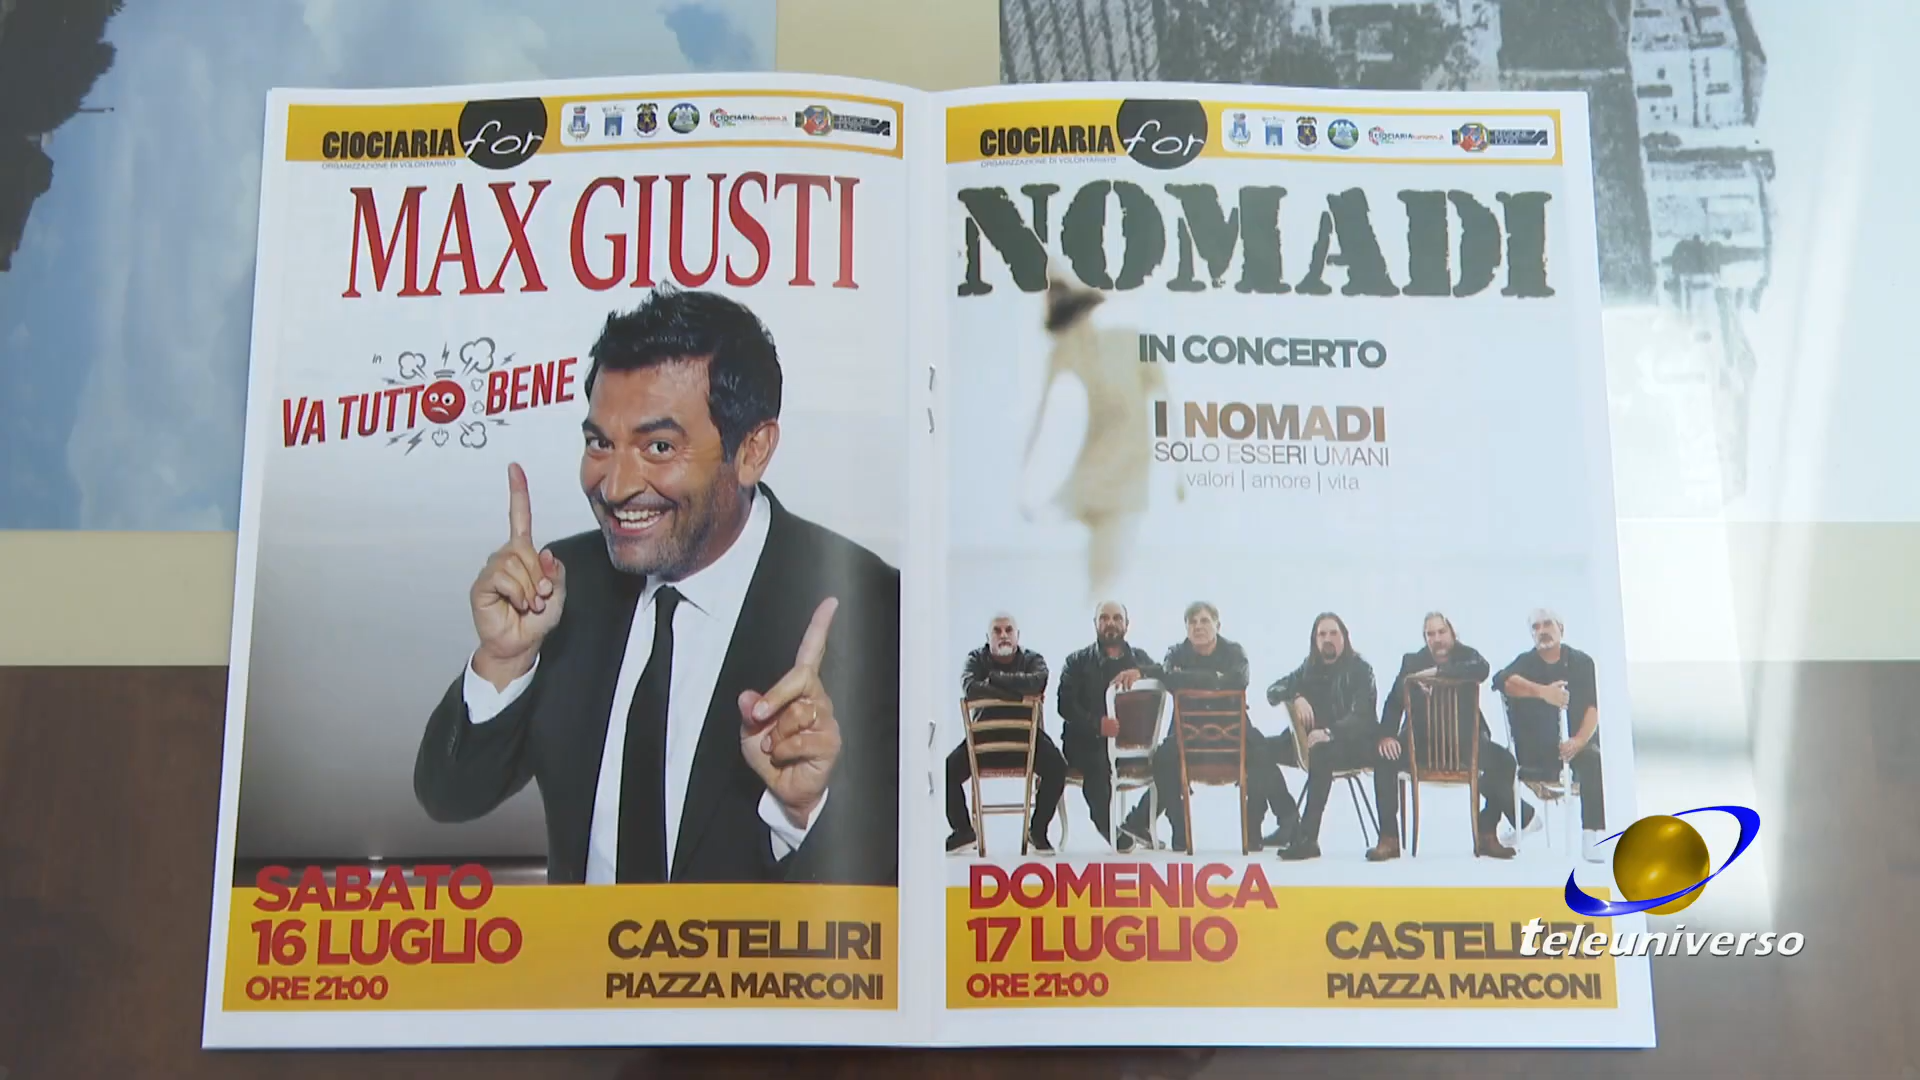 CIOCIARIA for
ORGANIZZAZIONE DI VOLONTARIATO
MAX GIUSTI
in
VA TUTTO BENE
SABATO
16 LUGLIO
ORE 21:00
CASTELLIRI
PIAZZA MARCONI
CIOCIARIA for
ORGANIZZAZIONE DI VOLONTARIATO
NOMADI
IN CONCERTO
I NOMADI
SOLO ESSERI UMANI
valori | amore | vita
DOMENICA
17 LUGLIO
ORE 21:00
CASTELLIRI
PIAZZA MARCONI
teleuniverso